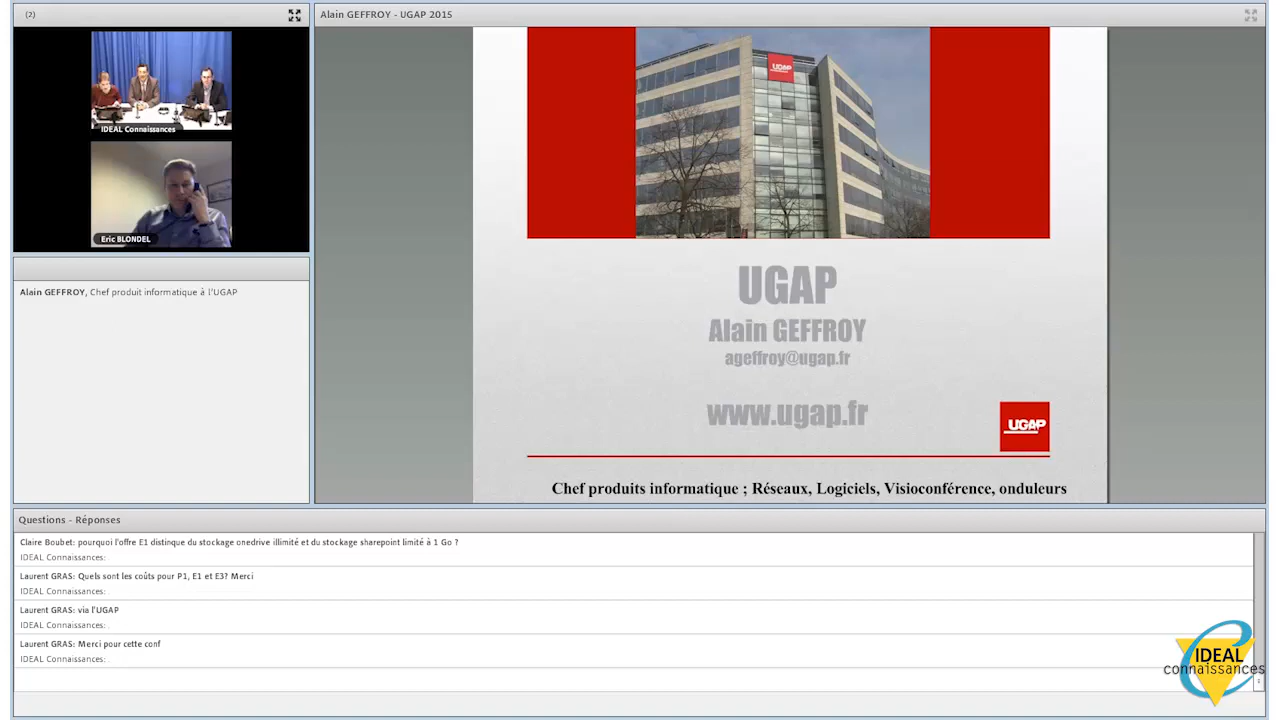 (2)
Alain GEFFROY - UGAP 2015
IDEAL Connaissances
Eric BLONDEL
Alain GEFFROY, Chef produit informatique à l'UGAP
UGAP
UGAP
Alain GEFFROY
ageffroy@ugap.fr
www.ugap.fr
UGAP
Chef produits informatique ; Réseaux, Logiciels, Visioconférence, onduleurs
Questions - Réponses
Claire Boubet: pourquoi l'offre E1 distinque du stockage onedrive illimité et du stockage sharepoint limité à 1 Go ?
IDEAL Connaissances:
Laurent GRAS: Quels sont les coûts pour P1, E1 et E3? Merci
IDEAL Connaissances: .
Laurent GRAS: via l'UGAP
IDEAL Connaissances: .
Laurent GRAS: Merci pour cette conf
IDEAL Connaissances: .
IDEAL
connaissances